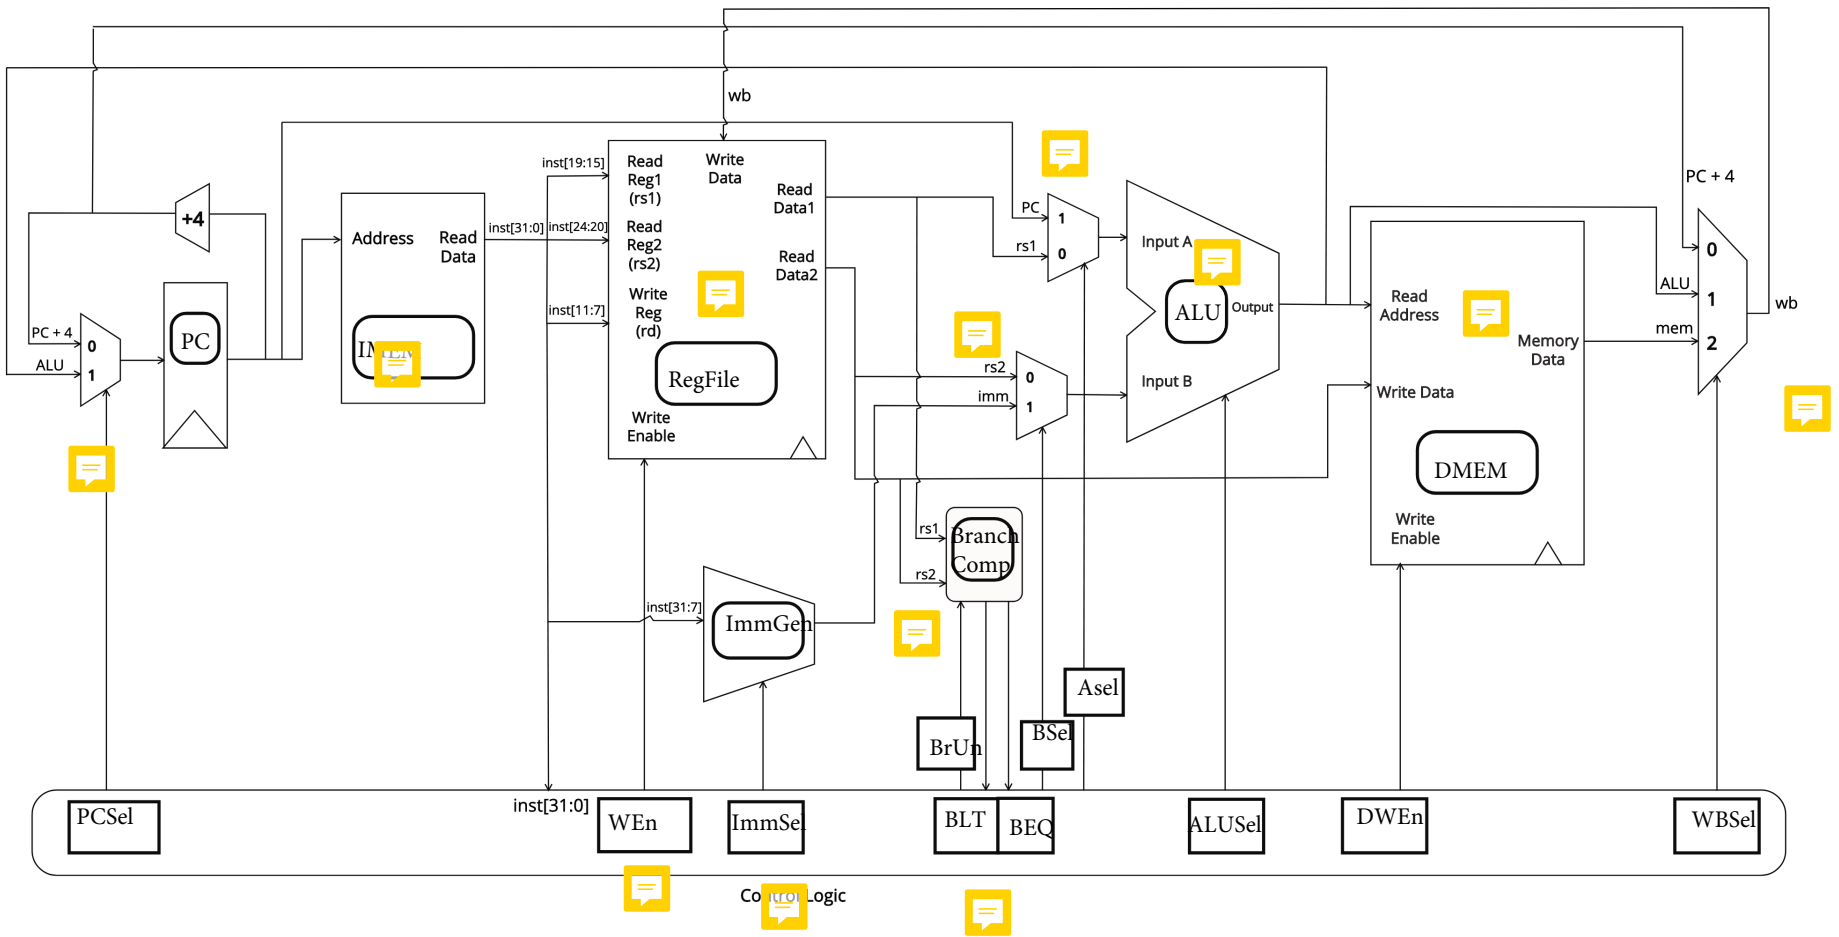 wb
PC + 4
+4
PC + 4
0
ALU
1
PC
Address
Read
Data
inst[31:0]
inst[19:15]
inst[24:20]
inst[11:7]
Read
Reg1
(rs1)
Read
Reg2
(rs2)
Write
Reg
(rd)
Write
Data
Read
Data1
Read
Data2
RegFile
Write
Enable
PC
1
rs1
0
rs2
0
imm
1
Input A
ALU
Output
Input B
Read
Address
Memory
Data
Write Data
DMEM
Write
Enable
0
ALU
1
mem
2
wb
rs1
rs2
Branch
Comp
inst[31:7]
ImmGen
Asel
BrUn
BSel
PCSel
inst[31:0]
WEn
ImmSel
BLT
BEQ
ALUSel
DWEn
WBSel
Control Logic